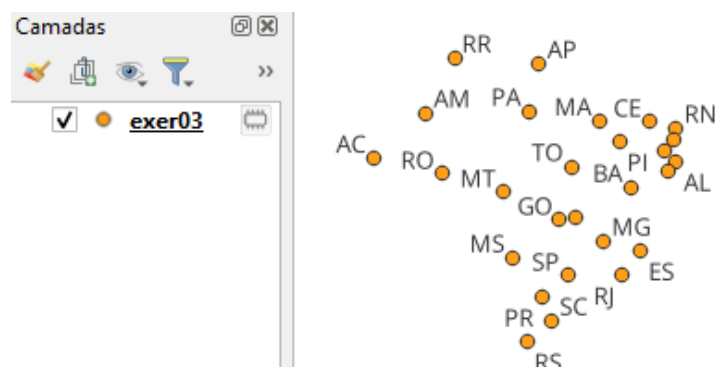 Camadas
»
exer03
RR
AP
AM
PA
MA
CE
RN
AC
RO
MT
TO
BA
PI
AL
GO
MG
MS
SP
RJ
ES
PR
SC
RS